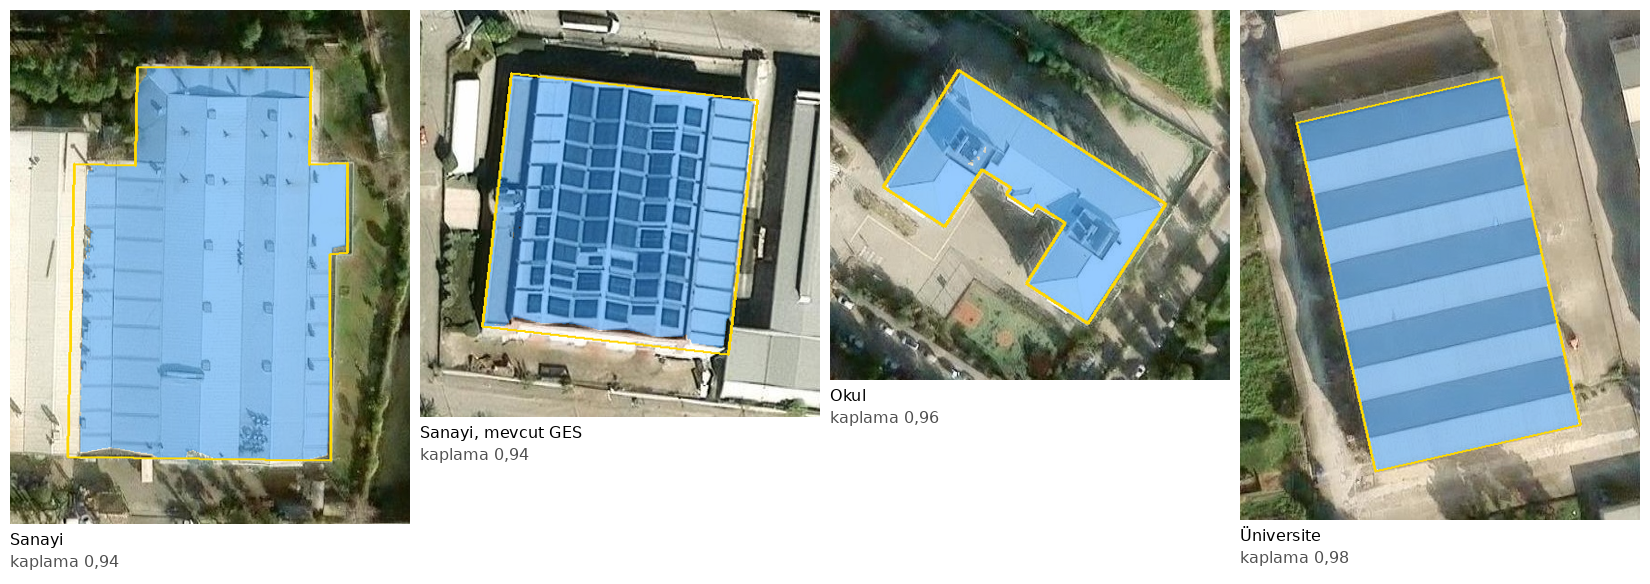 Sanayi
kaplama 0,94
Sanayi, mevcut GES
kaplama 0,94
Okul
kaplama 0,96
Üniversite
kaplama 0,98